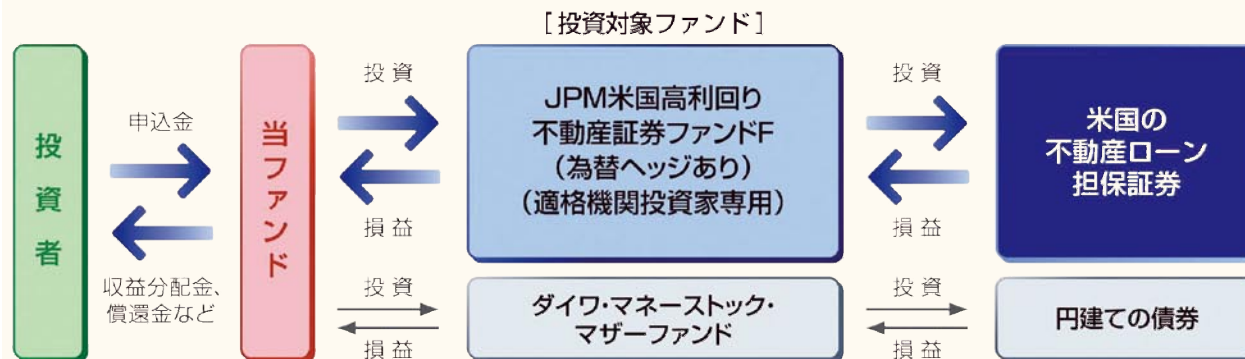 [投資対象ファンド]
投資者
申込金
収益分配金、
償還金など
当ファンド
投資
損益
JPM米国高利回り
不動産証券ファンドF
(為替ヘッジあり)
(適格機関投資家専用)
投資
損益
米国の
不動産ローン
担保証券
投資
損益
ダイワ・マネーストック・
マザーファンド
投資
損益
円建ての債券